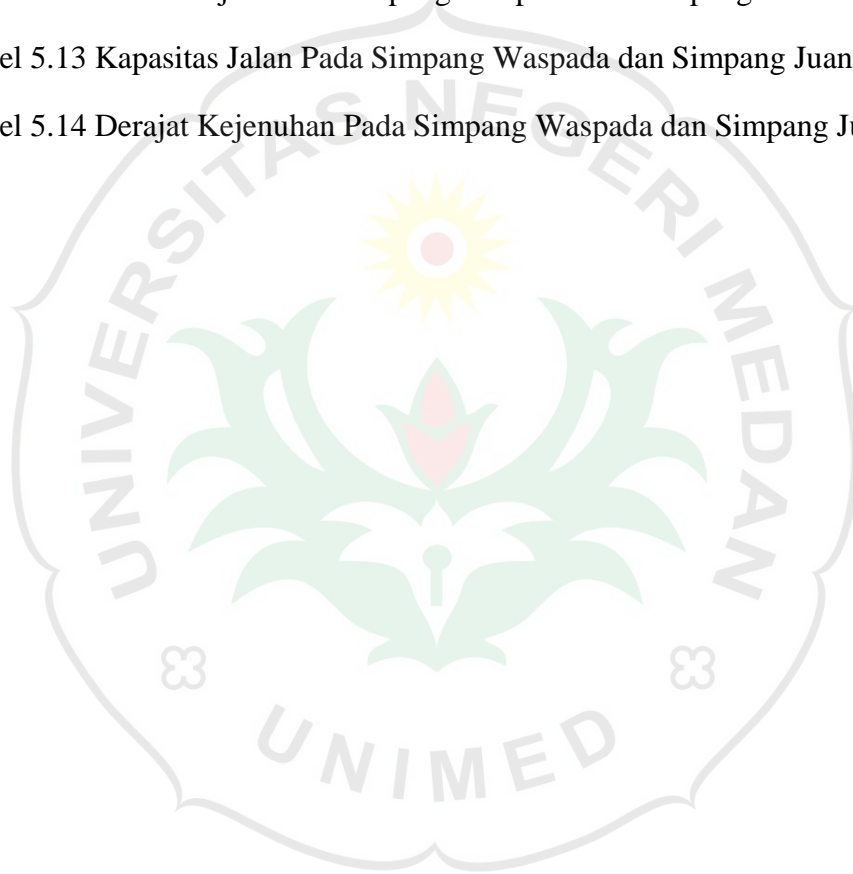 el 5.13 Kapasitas Jalan Pada Simpang Waspada dan Simpang Juan
el 5.14 Derajat Kejenuhan Pada Simpang Waspada dan Simpang Ju
UNIVERSITAS NEGERI MEDAN
UNIMED